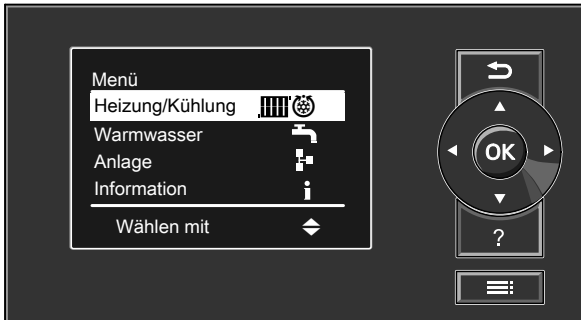 Menü
Heizung/Kühlung
Warmwasser
Anlage
Information
Wählen mit
OK
?